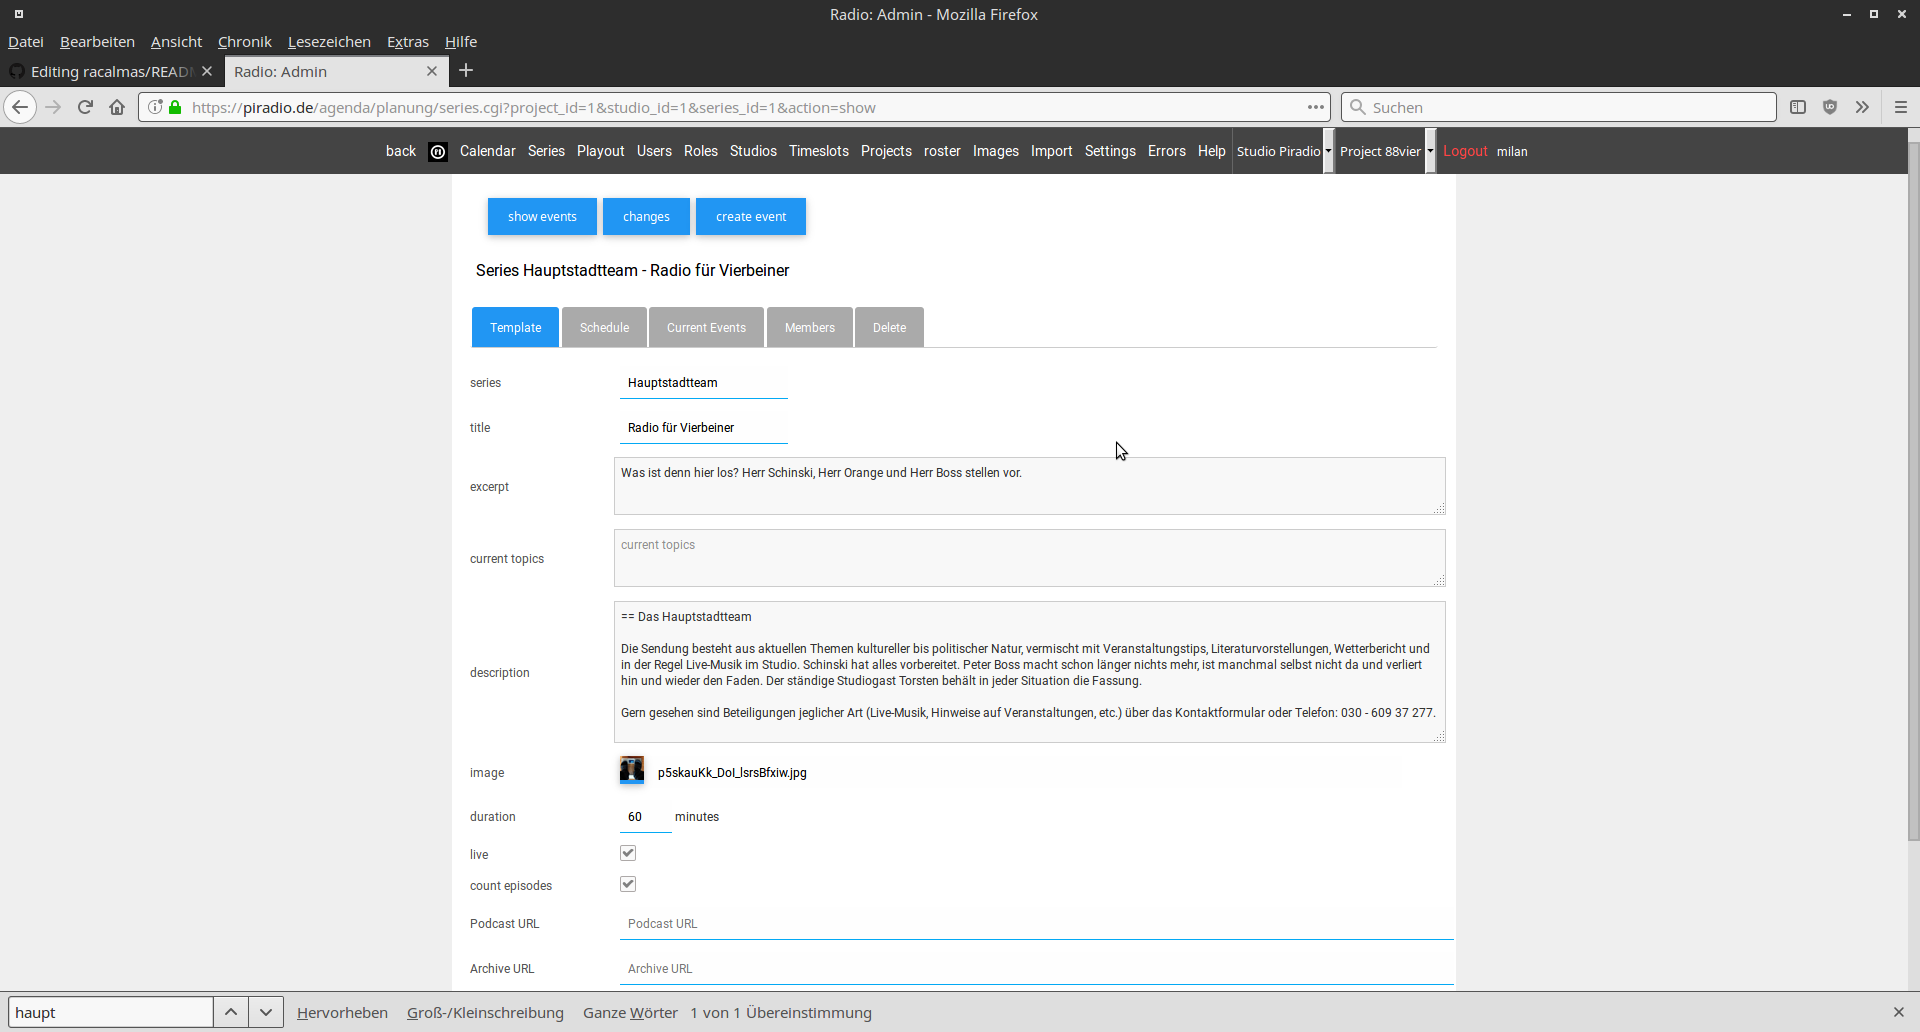 Radio: Admin - Mozilla Firefox
Datei Bearbeiten Ansicht Chronik Lesezeichen Extras Hilfe
Editing racalmas/READ
Radio: Admin
https://piradio.de/agenda/planung/series.cgi?project_id=1&studio_id=1&series_id=1&action=show
Suchen
back Calendar Series Playout Users Roles Studios Timeslots Projects roster Images Import Settings Errors Help Studio Piradio Project 88vier Logout milan
show events changes create event
Series Hauptstadtteam - Radio für Vierbeiner
Template Schedule Current Events Members Delete
series Hauptstadtteam
title Radio für Vierbeiner
excerpt Was ist denn hier los? Herr Schinski, Herr Orange und Herr Boss stellen vor.
current topics current topics
description
== Das Hauptstadtteam
Die Sendung besteht aus aktuellen Themen kultureller bis politischer Natur, vermischt mit Veranstaltungstips, Literaturvorstellungen, Wetterbericht und
in der Regel Live-Musik im Studio. Schinski hat alles vorbereitet. Peter Boss macht schon länger nichts mehr, ist manchmal selbst nicht da und verliert
hin und wieder den Faden. Der ständige Studiogast Torsten behält in jeder Situation die Fassung.
Gern gesehen sind Beteiligungen jeglicher Art (Live-Musik, Hinweise auf Veranstaltungen, etc.) über das Kontaktformular oder Telefon: 030 - 609 37 277.
image p5skauKk_DoI_lsrsBfxiw.jpg
duration 60 minutes
live
count episodes
Podcast URL Podcast URL
Archive URL Archive URL
haupt Hervorheben Groß-/Kleinschreibung Ganze Wörter 1 von 1 Übereinstimmung